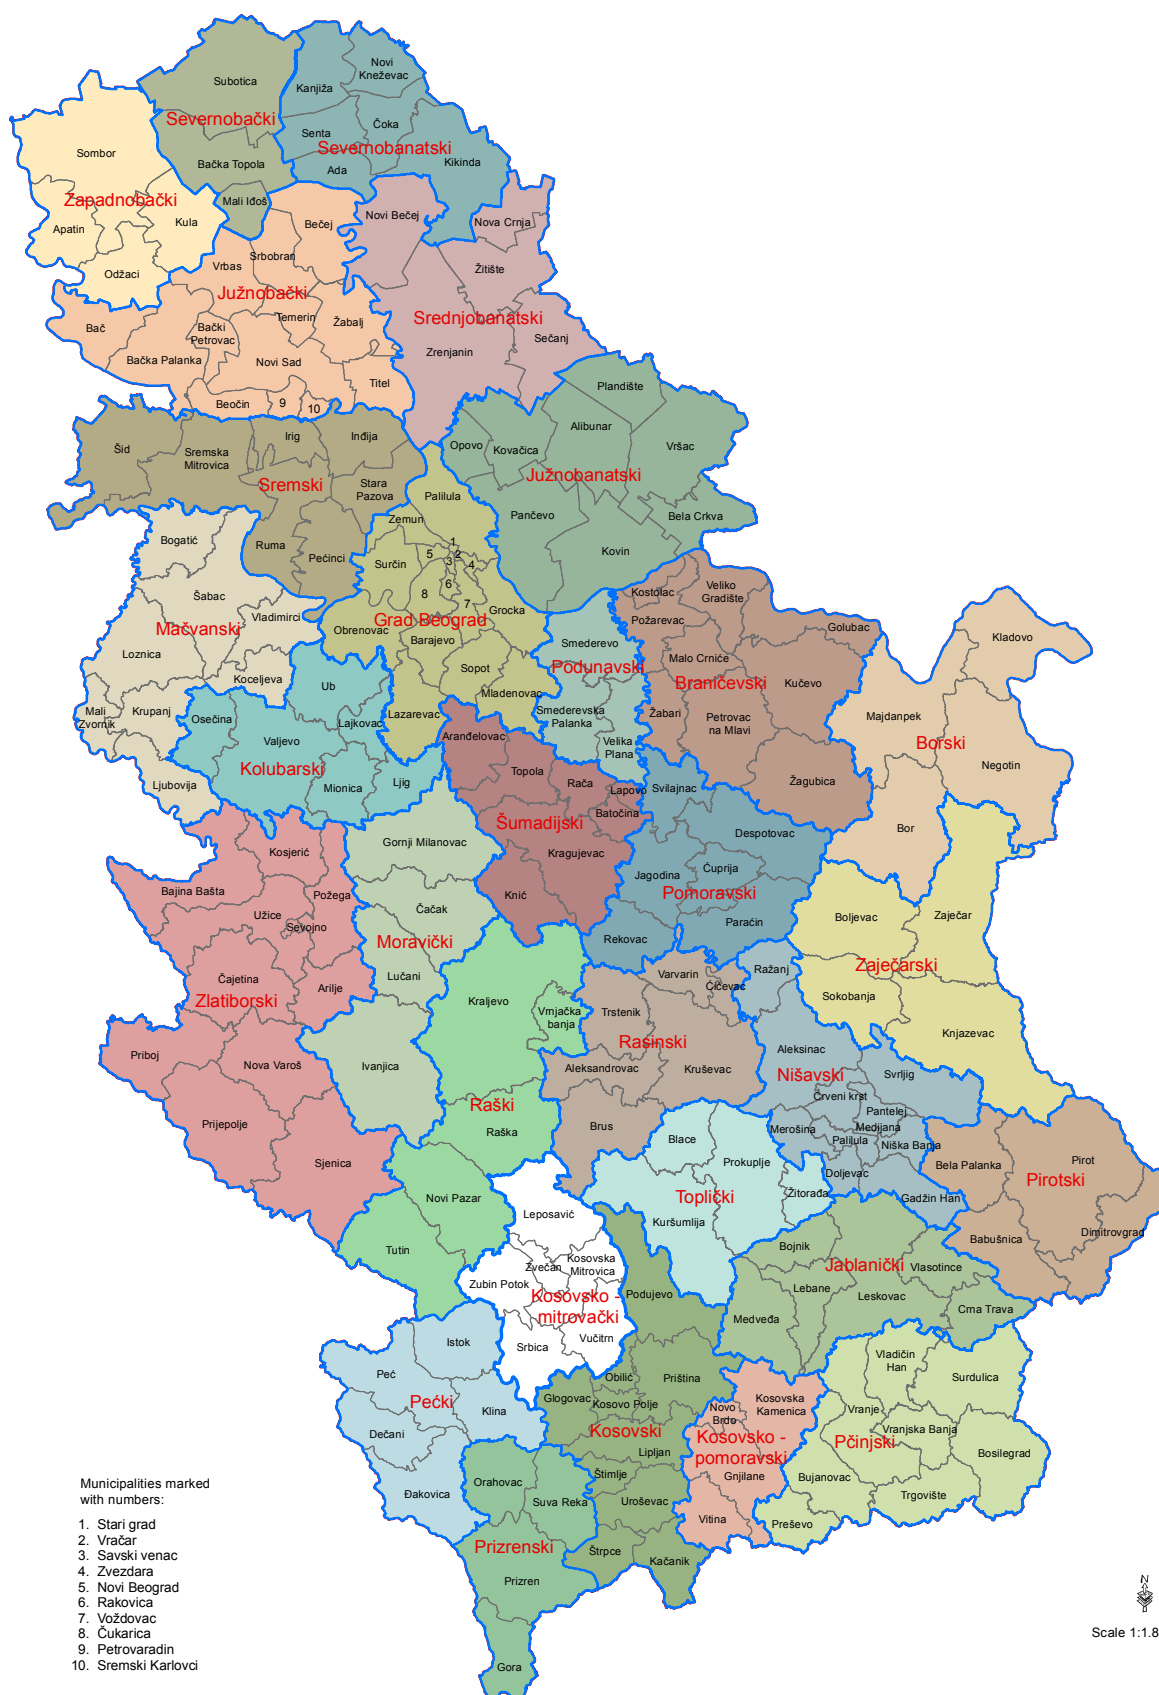 Novi
Kneževac
Subotica
Kanjiža
Severnobački
Čoka
Senta
Severnobanatski
Sombor
Bačka Topola
Ada
Kikinda
Zapadnobački
Mali Iđoš
Kula
Apatin
Bečej
Novi Bečej
Nova Crnja
Odžaci
Srbobran
Vrbas
Žitište
Južnobački
Bač
Temerin
Žabalj
Srednjobanatski
Bački
Petrovac
Sečanj
Bačka Palanka
Novi Sad
Zrenjanin
Titel
Plandište
Beočin
9
10
Alibunar
Irig
Inđija
Šid
Sremska
Mitrovica
Opovo
Kovačica
Vršac
Sremski
Stara
Pazova
Južnobanatski
Palilula
Pančevo
Bela Crkva
Zemun
Bogatić
Ruma
Pećinci
Surčin
1
2
3
4
5
6
7
8
Kovin
Šabac
Vladimirci
Mačvanski
Grocka
Grad Beograd
Obrenovac
Barajevo
Kostolac
Veliko
Gradište
Požarevac
Golubac
Kladovo
Loznica
Smederevo
Podunavski
Malo Crniće
Sopot
Koceljeva
Ub
Braničevski
Kučevo
Mladenovac
Mali
Zvornik
Krupanj
Osečina
Lajkovac
Lazarevac
Smederevska
Palanka
Žabari
Petrovac
na Mlavi
Majdanpek
Valjevo
Aranđelovac
Velika
Plana
Borski
Negotin
Kolubarski
Topola
Ljubovija
Mionica
Ljig
Rača
Lapovo
Svilajnac
Žagubica
Batočina
Šumadijski
Bor
Despotovac
Gornji Milanovac
Kosjerić
Kragujevac
Ćuprija
Jagodina
Pomoravski
Bajina Bašta
Požega
Knić
Čačak
Užice
Sevojno
Boljevac
Zaječar
Paraćin
Moravički
Rekovac
Zaječarski
Lučani
Varvarin
Ćićevac
Ražanj
Čajetina
Arilje
Zlatiborski
Kraljevo
Vrnjačka
banja
Trstenik
Sokobanja
Knjazevac
Rasinski
Priboj
Nova Varoš
Ivanjica
Aleksinac
Aleksandrovac
Kruševac
Nišavski
Svrljig
Raški
Crveni krst
Pantelej
Prijepolje
Raška
Brus
Merošina
Medijana
Palilula
Niška Banja
Blace
Prokuplje
Sjenica
Doljevac
Bela Palanka
Pirot
Pirotski
Novi Pazar
Toplički
Žitorađa
Gadžin Han
Leposavić
Kuršumlija
Dimitrovgrad
Babušnica
Tutin
Bojnik
Zvečan
Kosovska
Mitrovica
Jablanički
Vlasotince
Zubin Potok
Kosovsko -
mitrovački
Podujevo
Lebane
Leskovac
Crna Trava
Medveđa
Srbica
Vučitrn
Istok
Peć
Obilić
Priština
Vladičin
Han
Surdulica
Pećki
Klina
Glogovac
Kosovo Polje
Kosovska
Kamenica
Novo
Brdo
Vranje
Dečani
Kosovski
Kosovsko -
pomoravski
Pčinjski
Vranjska Banja
Bosilegrad
Lipljan
Gnjilane
Bujanovac
Đakovica
Orahovac
Štimlje
Suva Reka
Uroševac
Trgovište
Vitina
Preševo
Prizrenski
Štrpce
Kačanik
Prizren
Gora
Municipalities marked
with numbers:
1. Stari grad
2. Vračar
3. Savski venac
4. Zvezdara
5. Novi Beograd
6. Rakovica
7. Voždovac
8. Čukarica
9. Petrovaradin
10. Sremski Karlovci
N
Scale 1:1.8